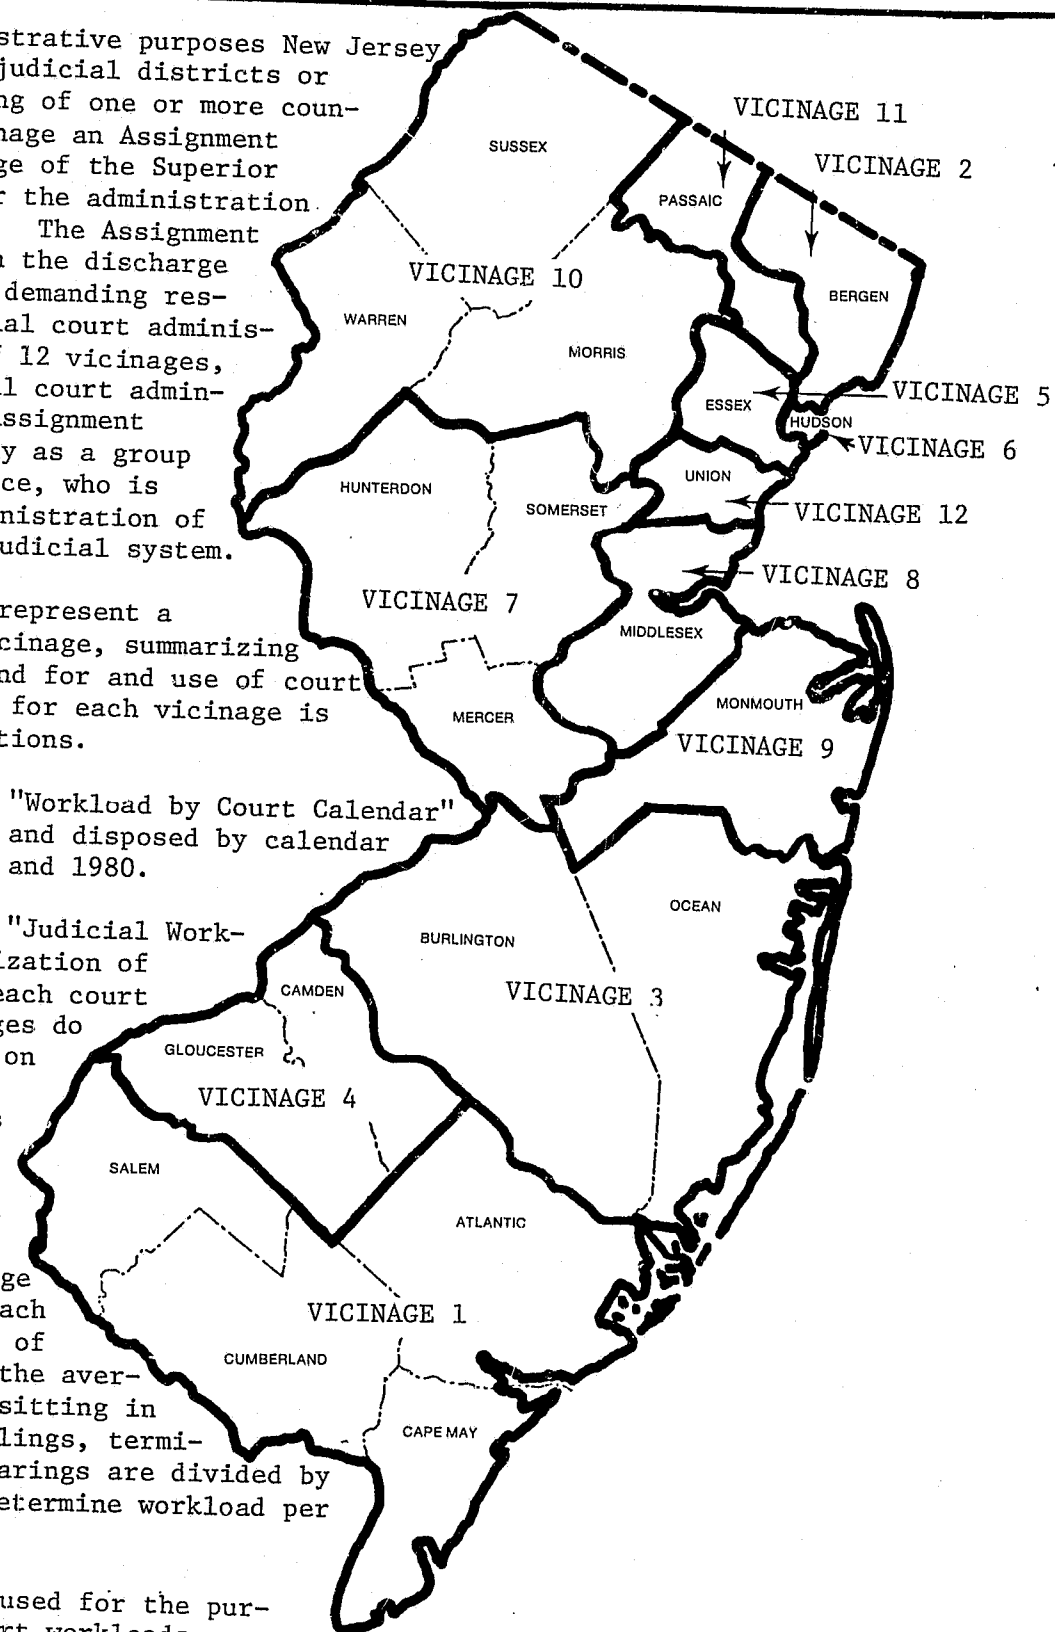 strative purposes New Jersey
judicial districts or
ng of one or more coun-
nage an Assignment
ge of the Superior
r the administration
The Assignment
n the discharge
demanding res-
al court adminis-
f 12 vicinages,
l court admin-
ssignment
y as a group
ce, who is
nistration of
udicial system.
represent a
cinage, summarizing
nd for and use of court
for each vicinage is
tions.
"Workload by Court Calendar"
and disposed by calendar
and 1980.
"Judicial Work-
ization of
each court
ges do
on
ge
ach
of
the aver-
sitting in
lings, termi-
arings are divided by
etermine workload per
used for the pur-
rt workloads
VICINAGE 11
VICINAGE 2
SUSSEX
PASSAIC
BERGEN
VICINAGE 10
WARREN
MORRIS
VICINAGE 5
ESSEX
HUDSON
VICINAGE 6
UNION
HUNTERDON
SOMERSET
VICINAGE 12
VICINAGE 8
VICINAGE 7
MIDDLESEX
MERCER
MONMOUTH
VICINAGE 9
OCEAN
BURLINGTON
CAMDEN
VICINAGE 3
GLOUCESTER
VICINAGE 4
SALEM
ATLANTIC
VICINAGE 1
CUMBERLAND
CAPE MAY